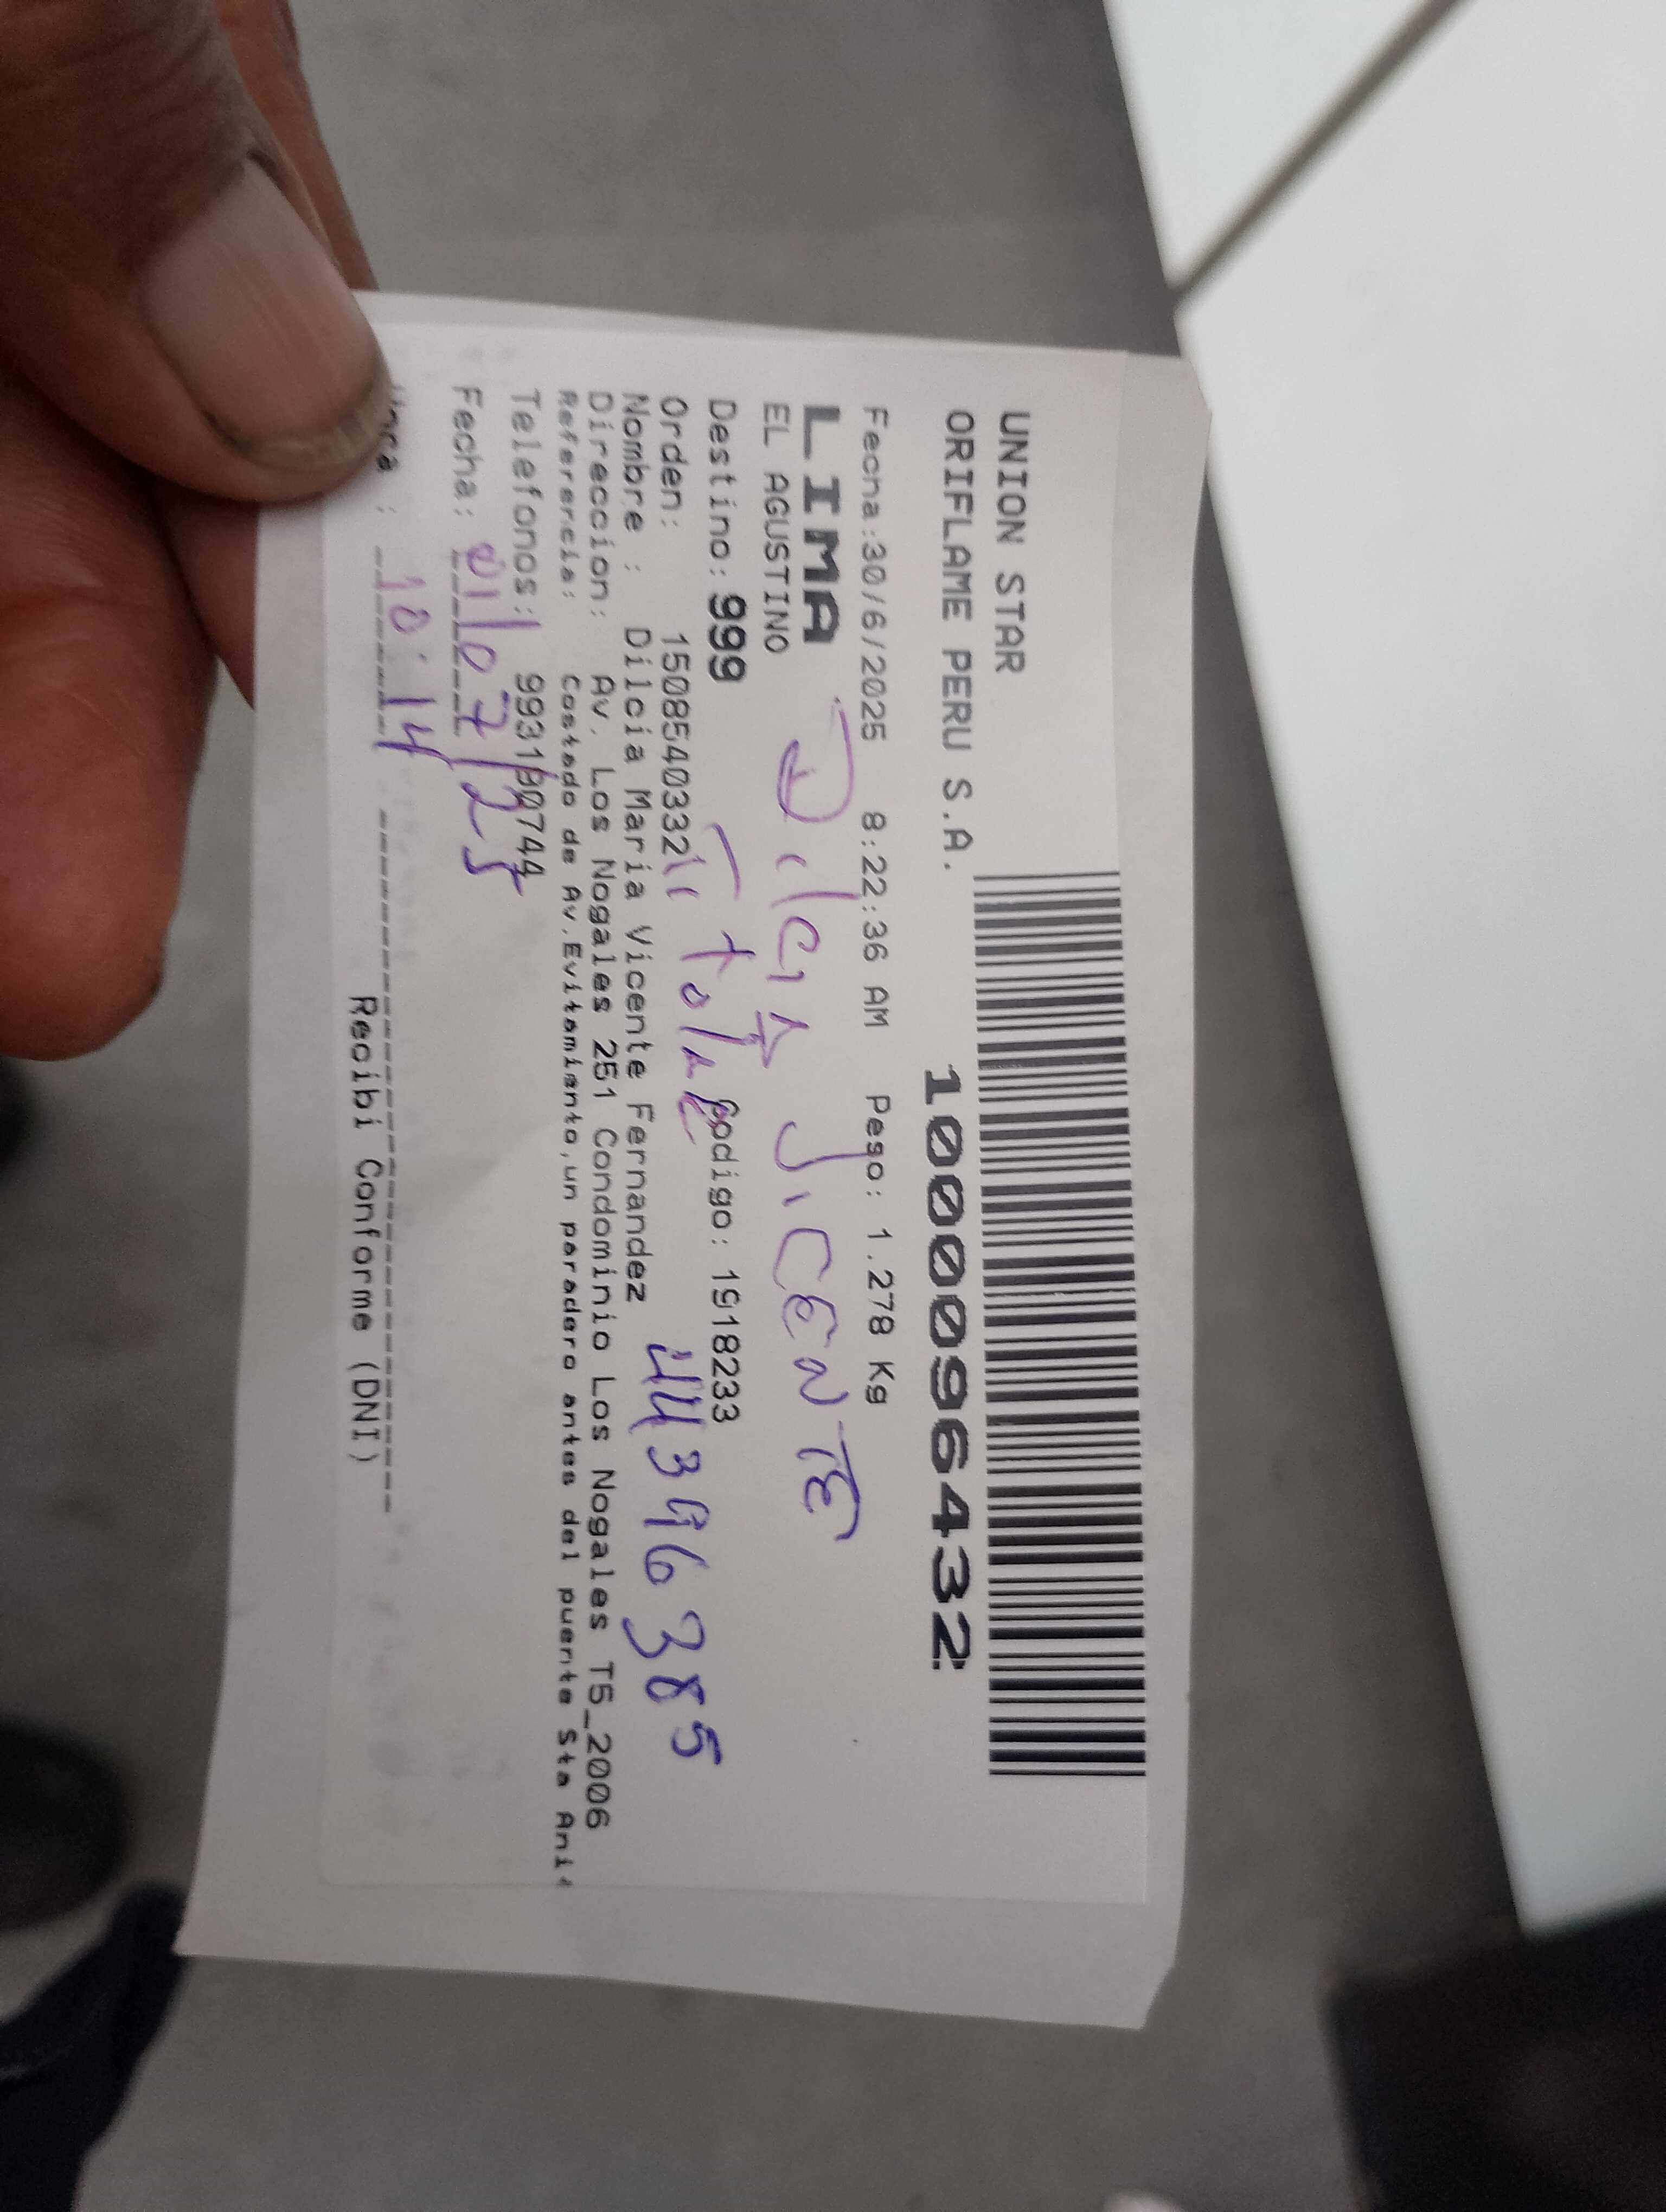 UNION STAR
ORIFLAME PERU S.A.
1000096432
Fecha:30/6/2025 8:22:36 AM Peso: 1.278 Kg
LIMA
DilciA ViCENTE
EL AGUSTINO
Destino: 999 Codigo: 1918233
Orden: 1508540332
44396385
Nombre : Dilcia Maria Vicente Fernandez
Direccion: Av. Los Nogales 251 Condominio Los Nogales T5_2006
Referencia: Costado de Av.Evitamiento,un paradero antes del puente Sta
Telefonos: 993190744
Fecha: 01/07/25
: 10:14
Recibi Conforme (DNI)